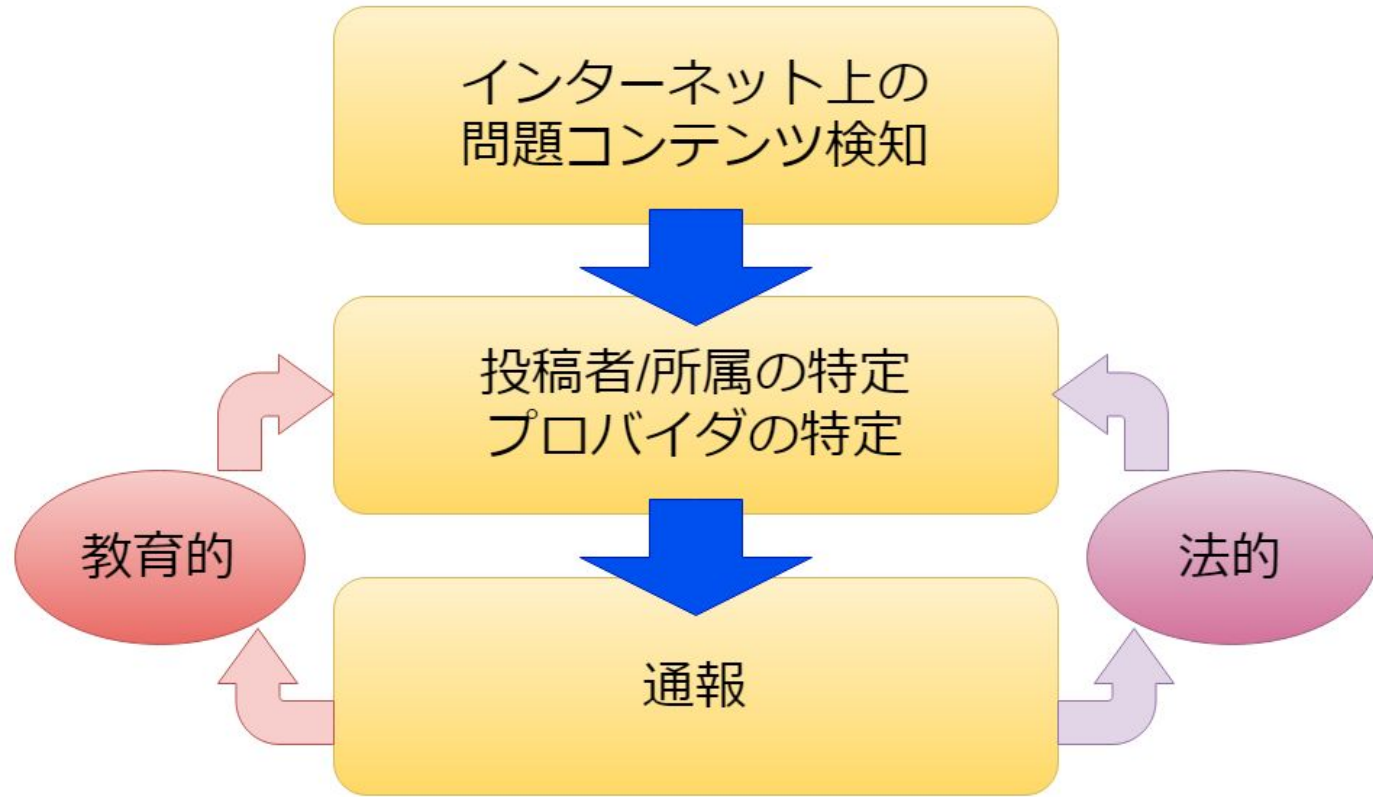 インターネット上の
問題コンテンツ検知
投稿者/所属の特定
プロバイダの特定
教育的
法的
通報